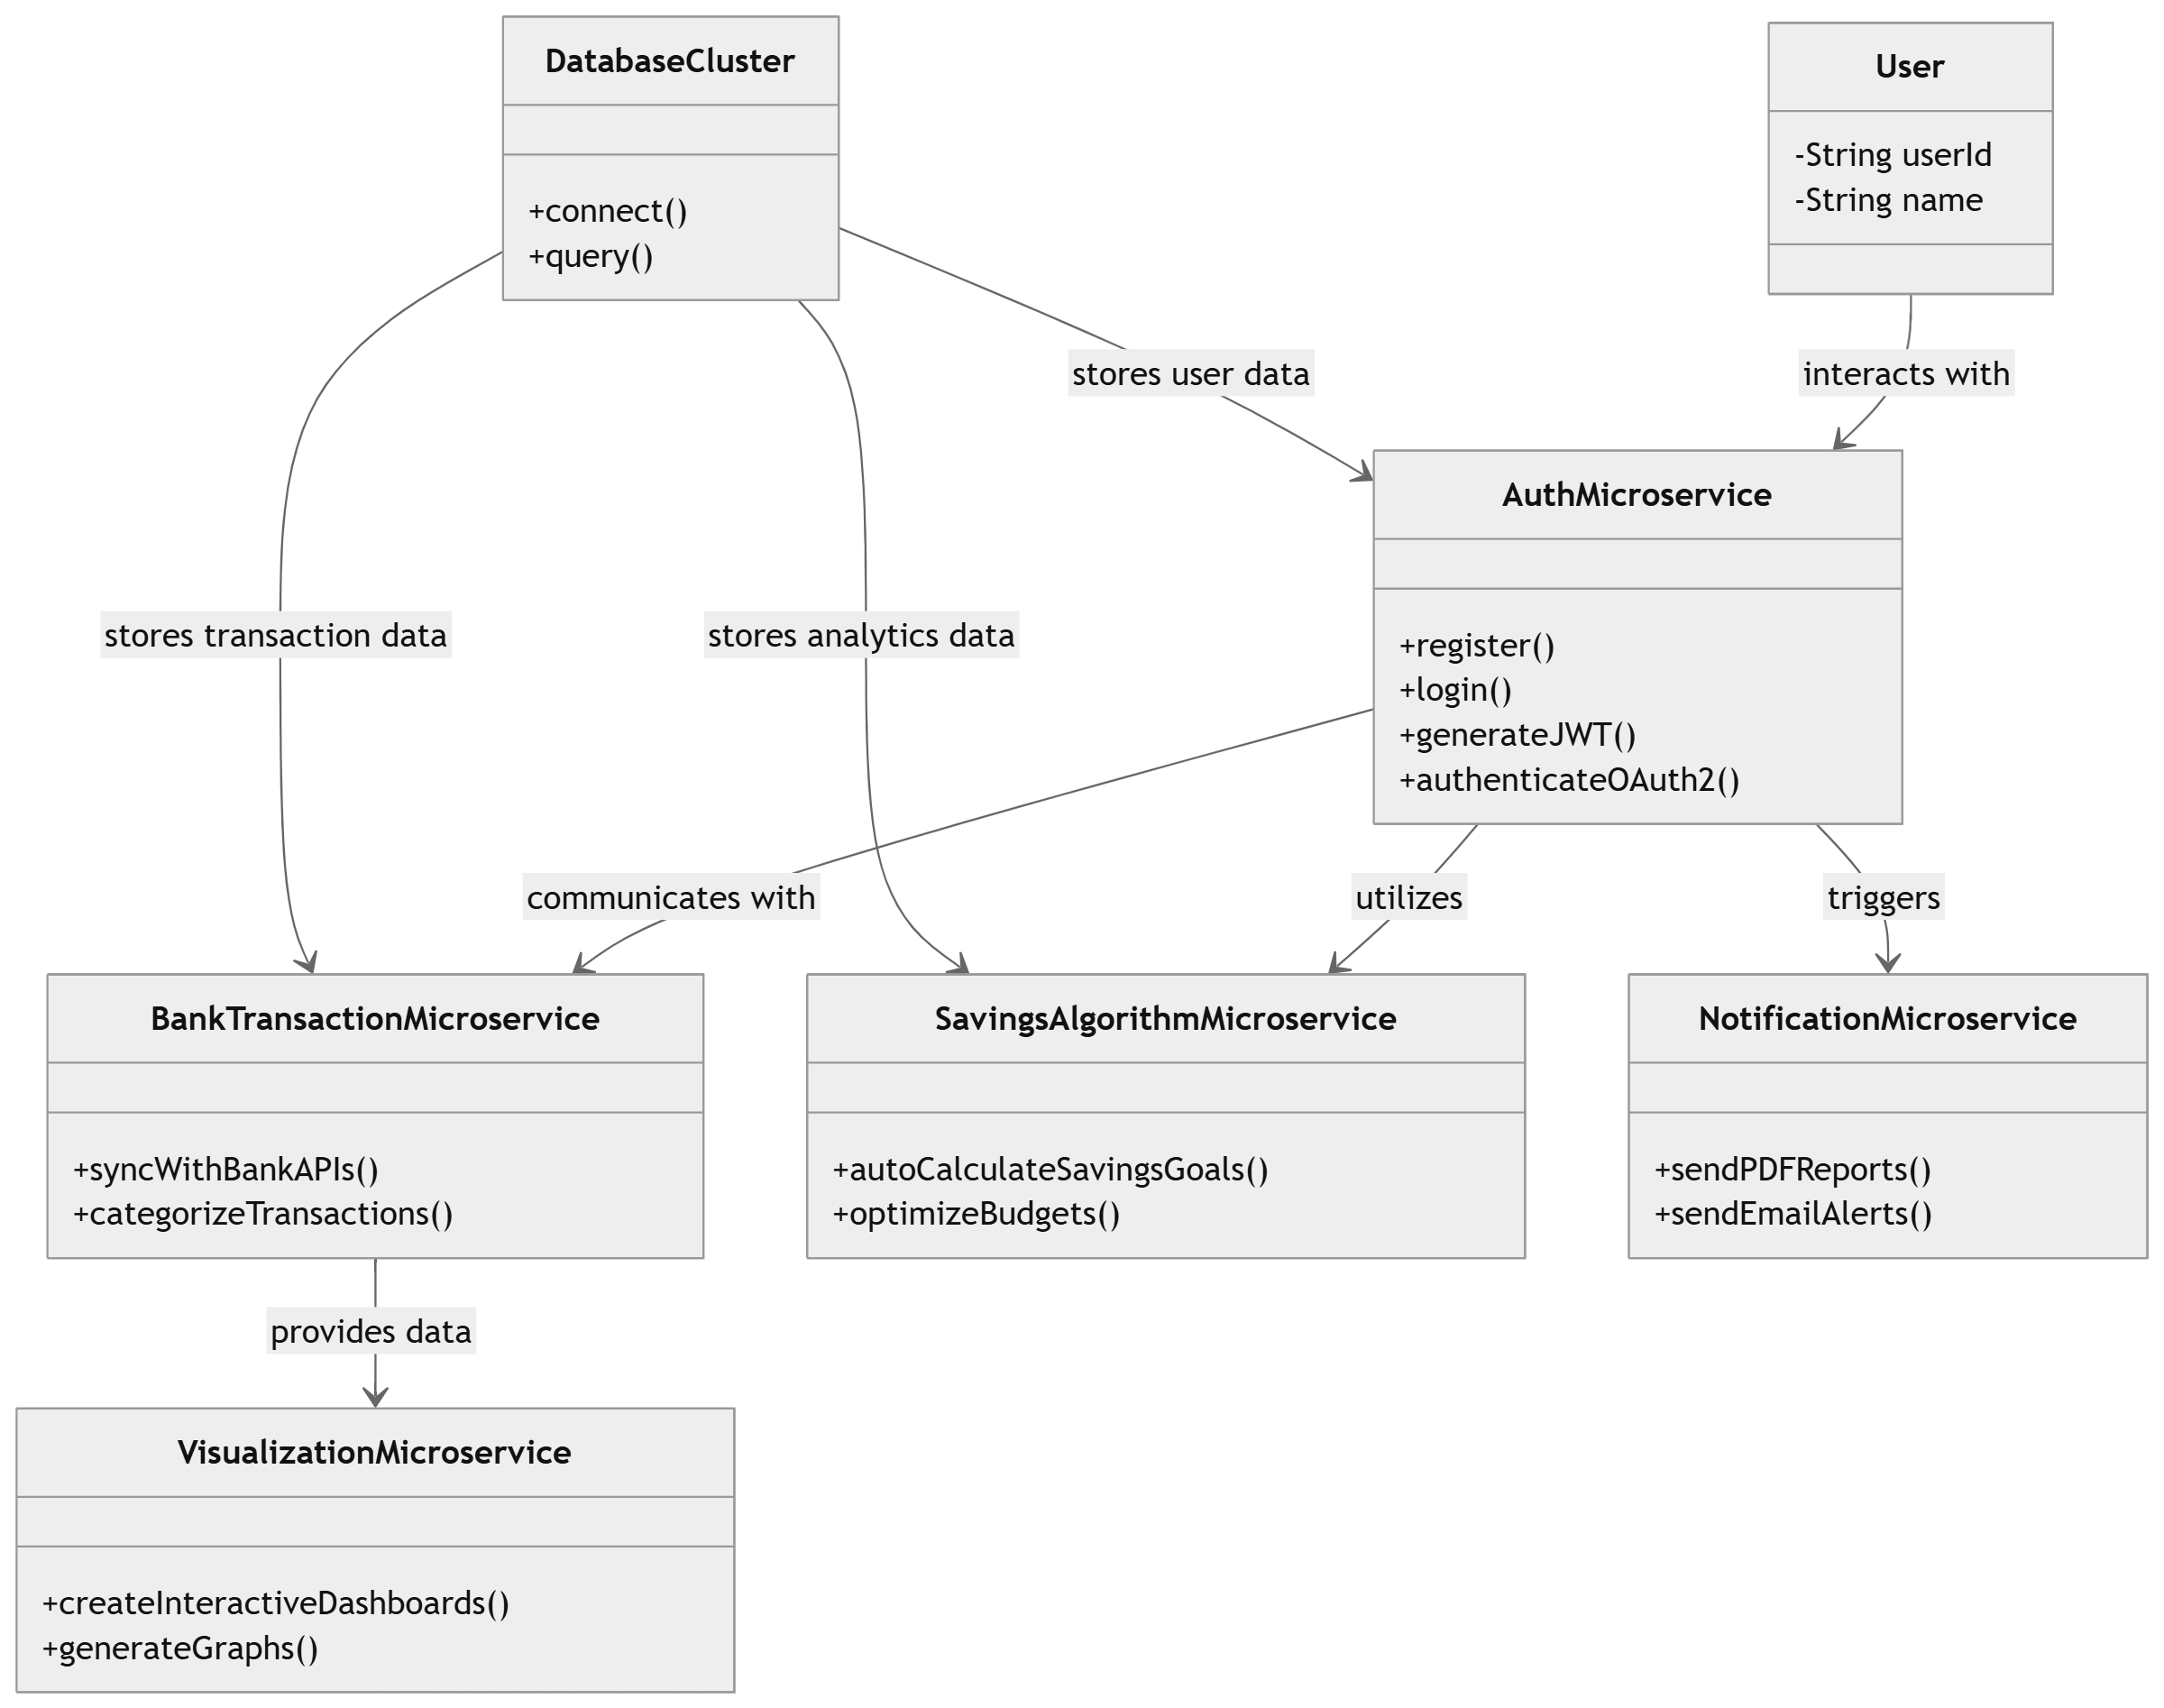 DatabaseCluster
+connect()
+query()
User
-String userId
-String name
stores user data
interacts with
AuthMicroservice
+register()
+login()
+generateJWT()
+authenticateOAuth2()
stores transaction data
stores analytics data
communicates with
utilizes
triggers
BankTransactionMicroservice
+syncWithBankAPIs()
+categorizeTransactions()
SavingsAlgorithmMicroservice
+autoCalculateSavingsGoals()
+optimizeBudgets()
NotificationMicroservice
+sendPDFReports()
+sendEmailAlerts()
provides data
VisualizationMicroservice
+createInteractiveDashboards()
+generateGraphs()